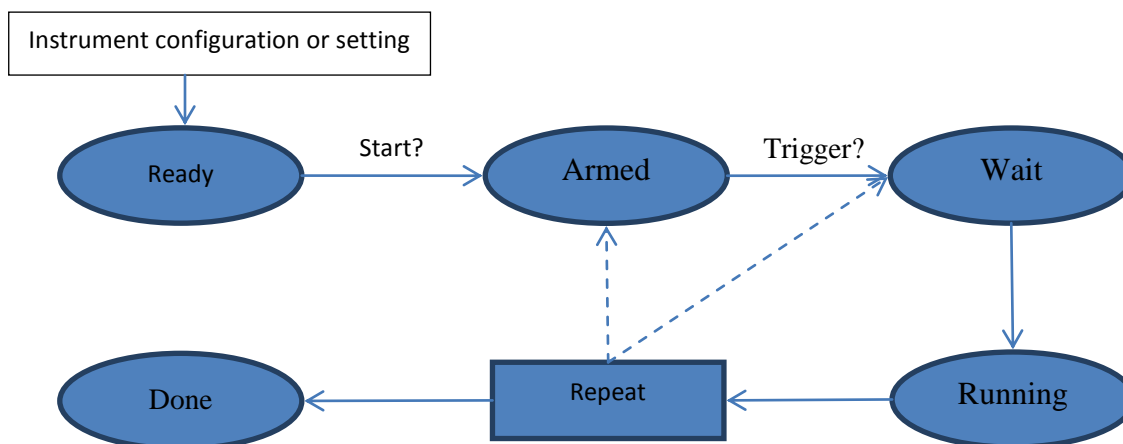 Instrument configuration or setting
Ready
Start?
Armed
Trigger?
Wait
Done
Repeat
Running